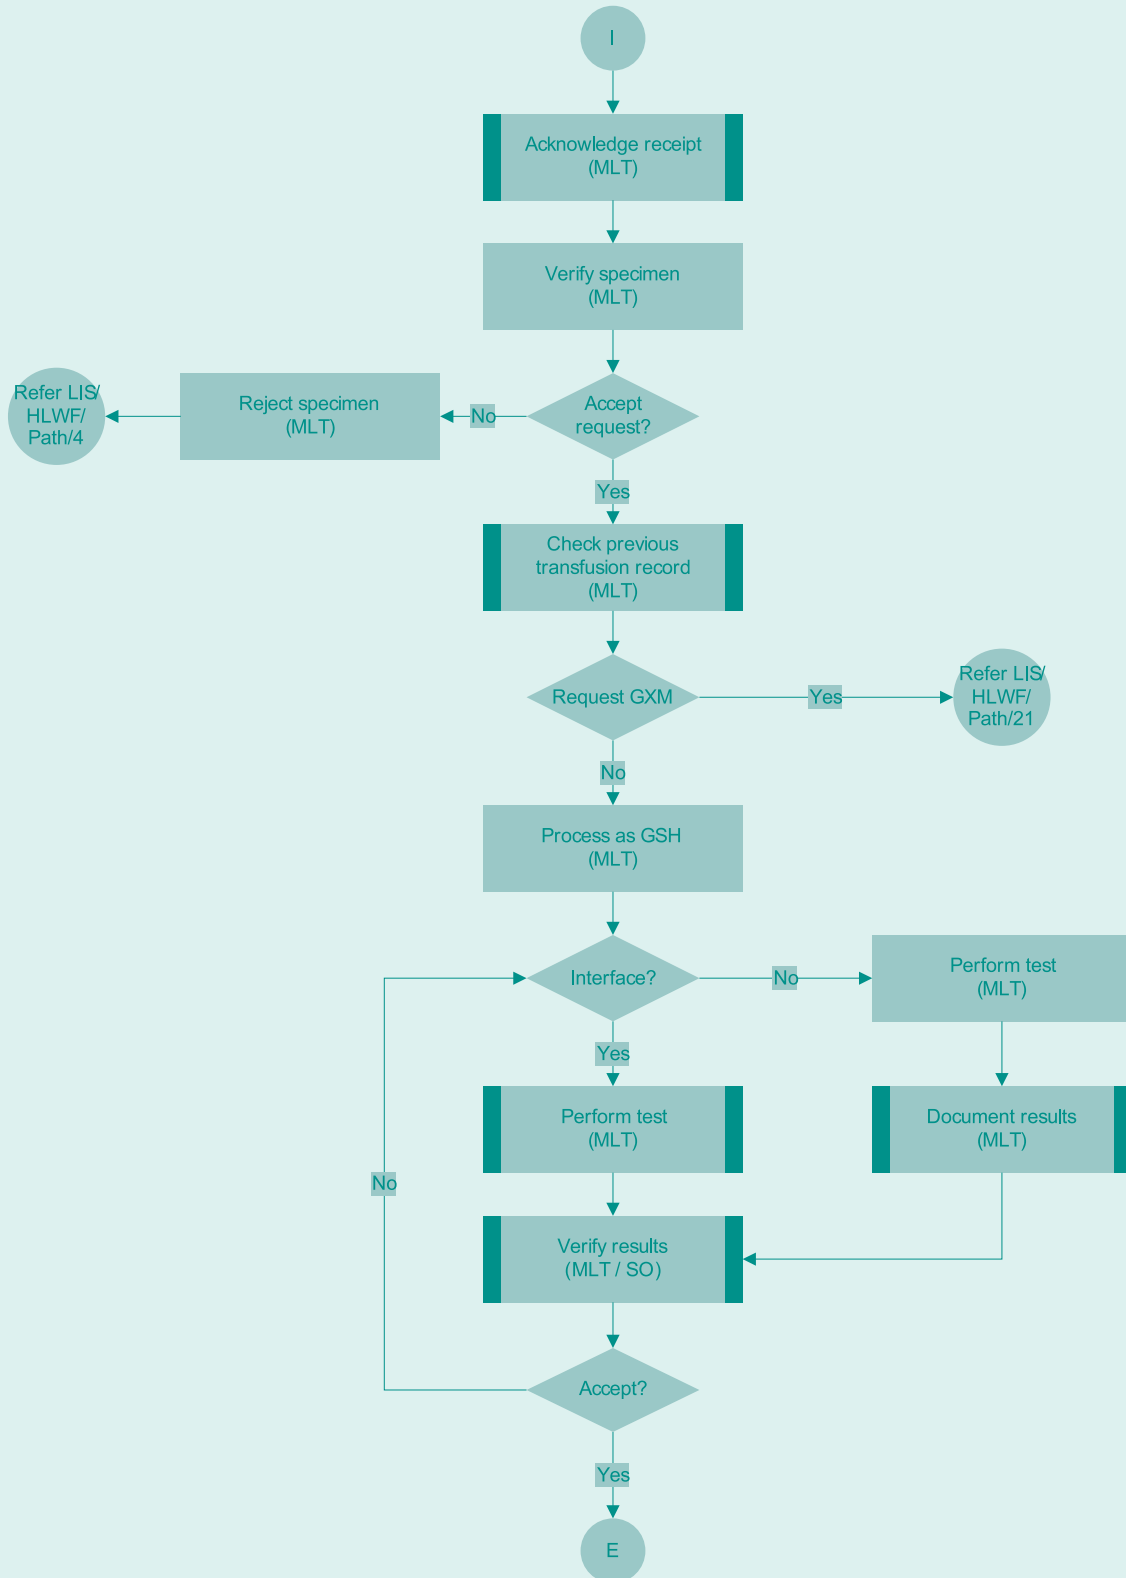 I
Acknowledge receipt
(MLT)
Verify specimen
(MLT)
Refer LIS/
HLWF/
Path/4
Reject specimen
(MLT)
No
Accept
request?
Yes
Check previous
transfusion record
(MLT)
Request GXM
Yes
Refer LIS/
HLWF/
Path/21
No
Process as GSH
(MLT)
Interface?
No
Perform test
(MLT)
Yes
Perform test
(MLT)
Document results
(MLT)
No
Verify results
(MLT / SO)
Accept?
Yes
E